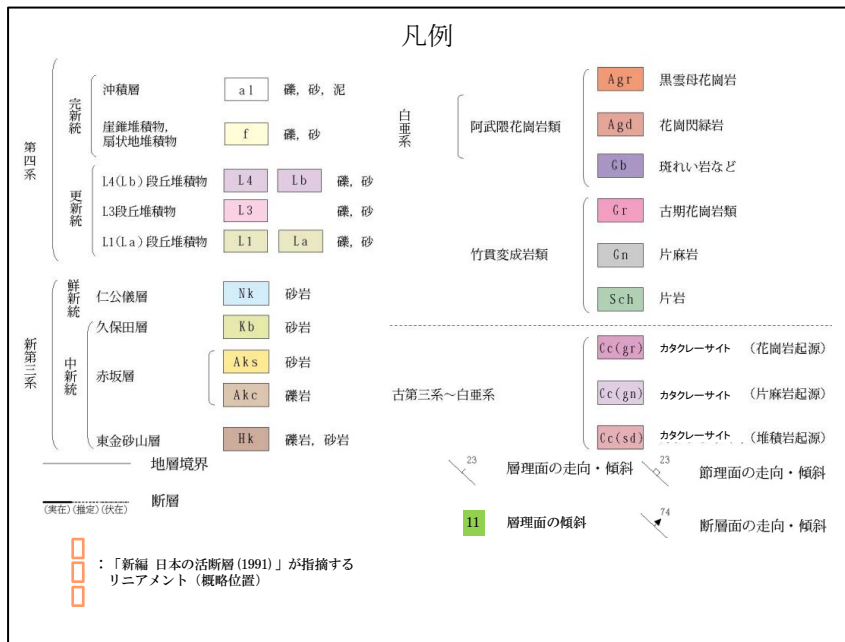 凡例
第四系
完新統
沖積層 al 礫, 砂, 泥
崖錐堆積物,
扇状地堆積物 f 礫, 砂
更新統
L4(Lb)段丘堆積物 L4 Lb 礫, 砂
L3段丘堆積物 L3 礫, 砂
L1(La)段丘堆積物 L1 La 礫, 砂
新第三系
鮮新統
仁公儀層 Nk 砂岩
中新統
久保田層 Kb 砂岩
赤坂層 Aks 砂岩
Akc 礫岩
東金砂山層 Hk 礫岩, 砂岩
地層境界
(実在)(推定)(伏在) 断層
:「新編 日本の活断層(1991)」が指摘する
リニアメント(概略位置)
白亜系
阿武隈花崗岩類
Agr 黒雲母花崗岩
Agd 花崗閃緑岩
Gb 斑れい岩など
竹貫変成岩類
Gr 古期花崗岩類
Gn 片麻岩
Sch 片岩
古第三系~白亜系
Cc(gr) カタクレーサイト (花崗岩起源)
Cc(gn) カタクレーサイト (片麻岩起源)
Cc(sd) カタクレーサイト (堆積岩起源)
23 層理面の走向・傾斜
23 節理面の走向・傾斜
11 層理面の傾斜
74 断層面の走向・傾斜